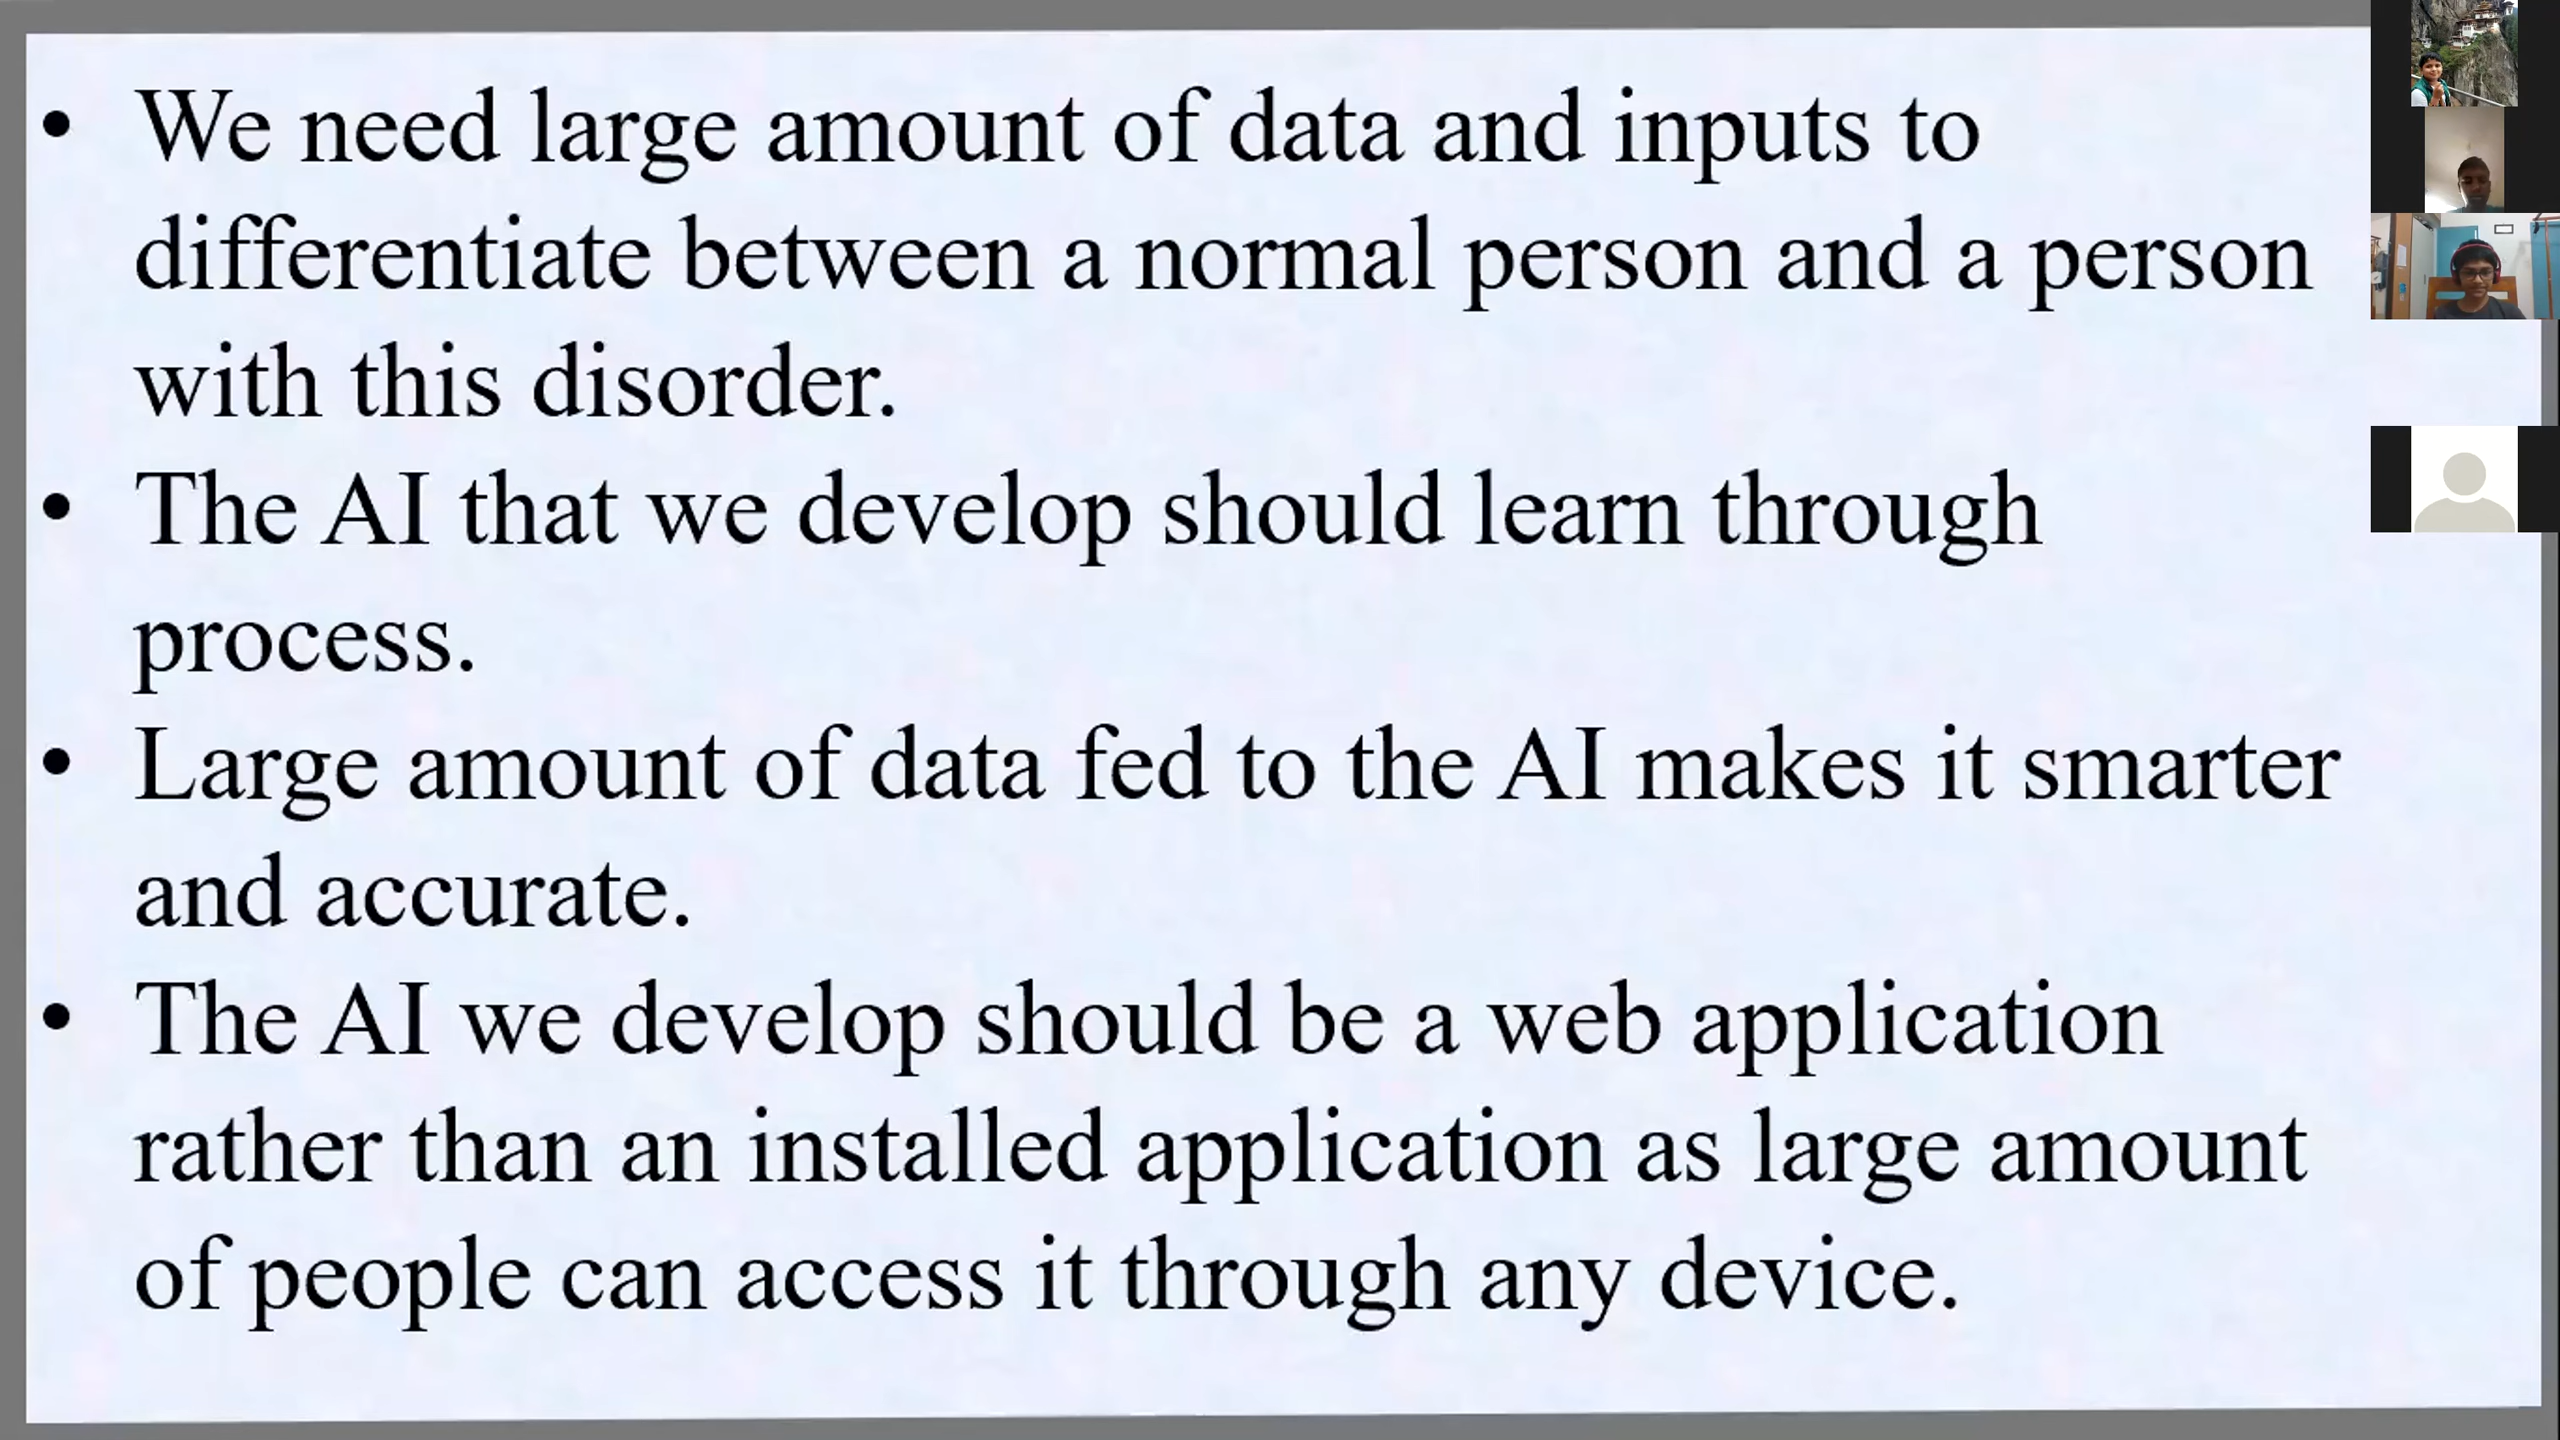 • We need large amount of data and inputs to
differentiate between a normal person and a person
with this disorder.
• The AI that we develop should learn through
process.
• Large amount of data fed to the AI makes it smarter
and accurate.
• The AI we develop should be a web application
rather than an installed application as large amount
of people can access it through any device.